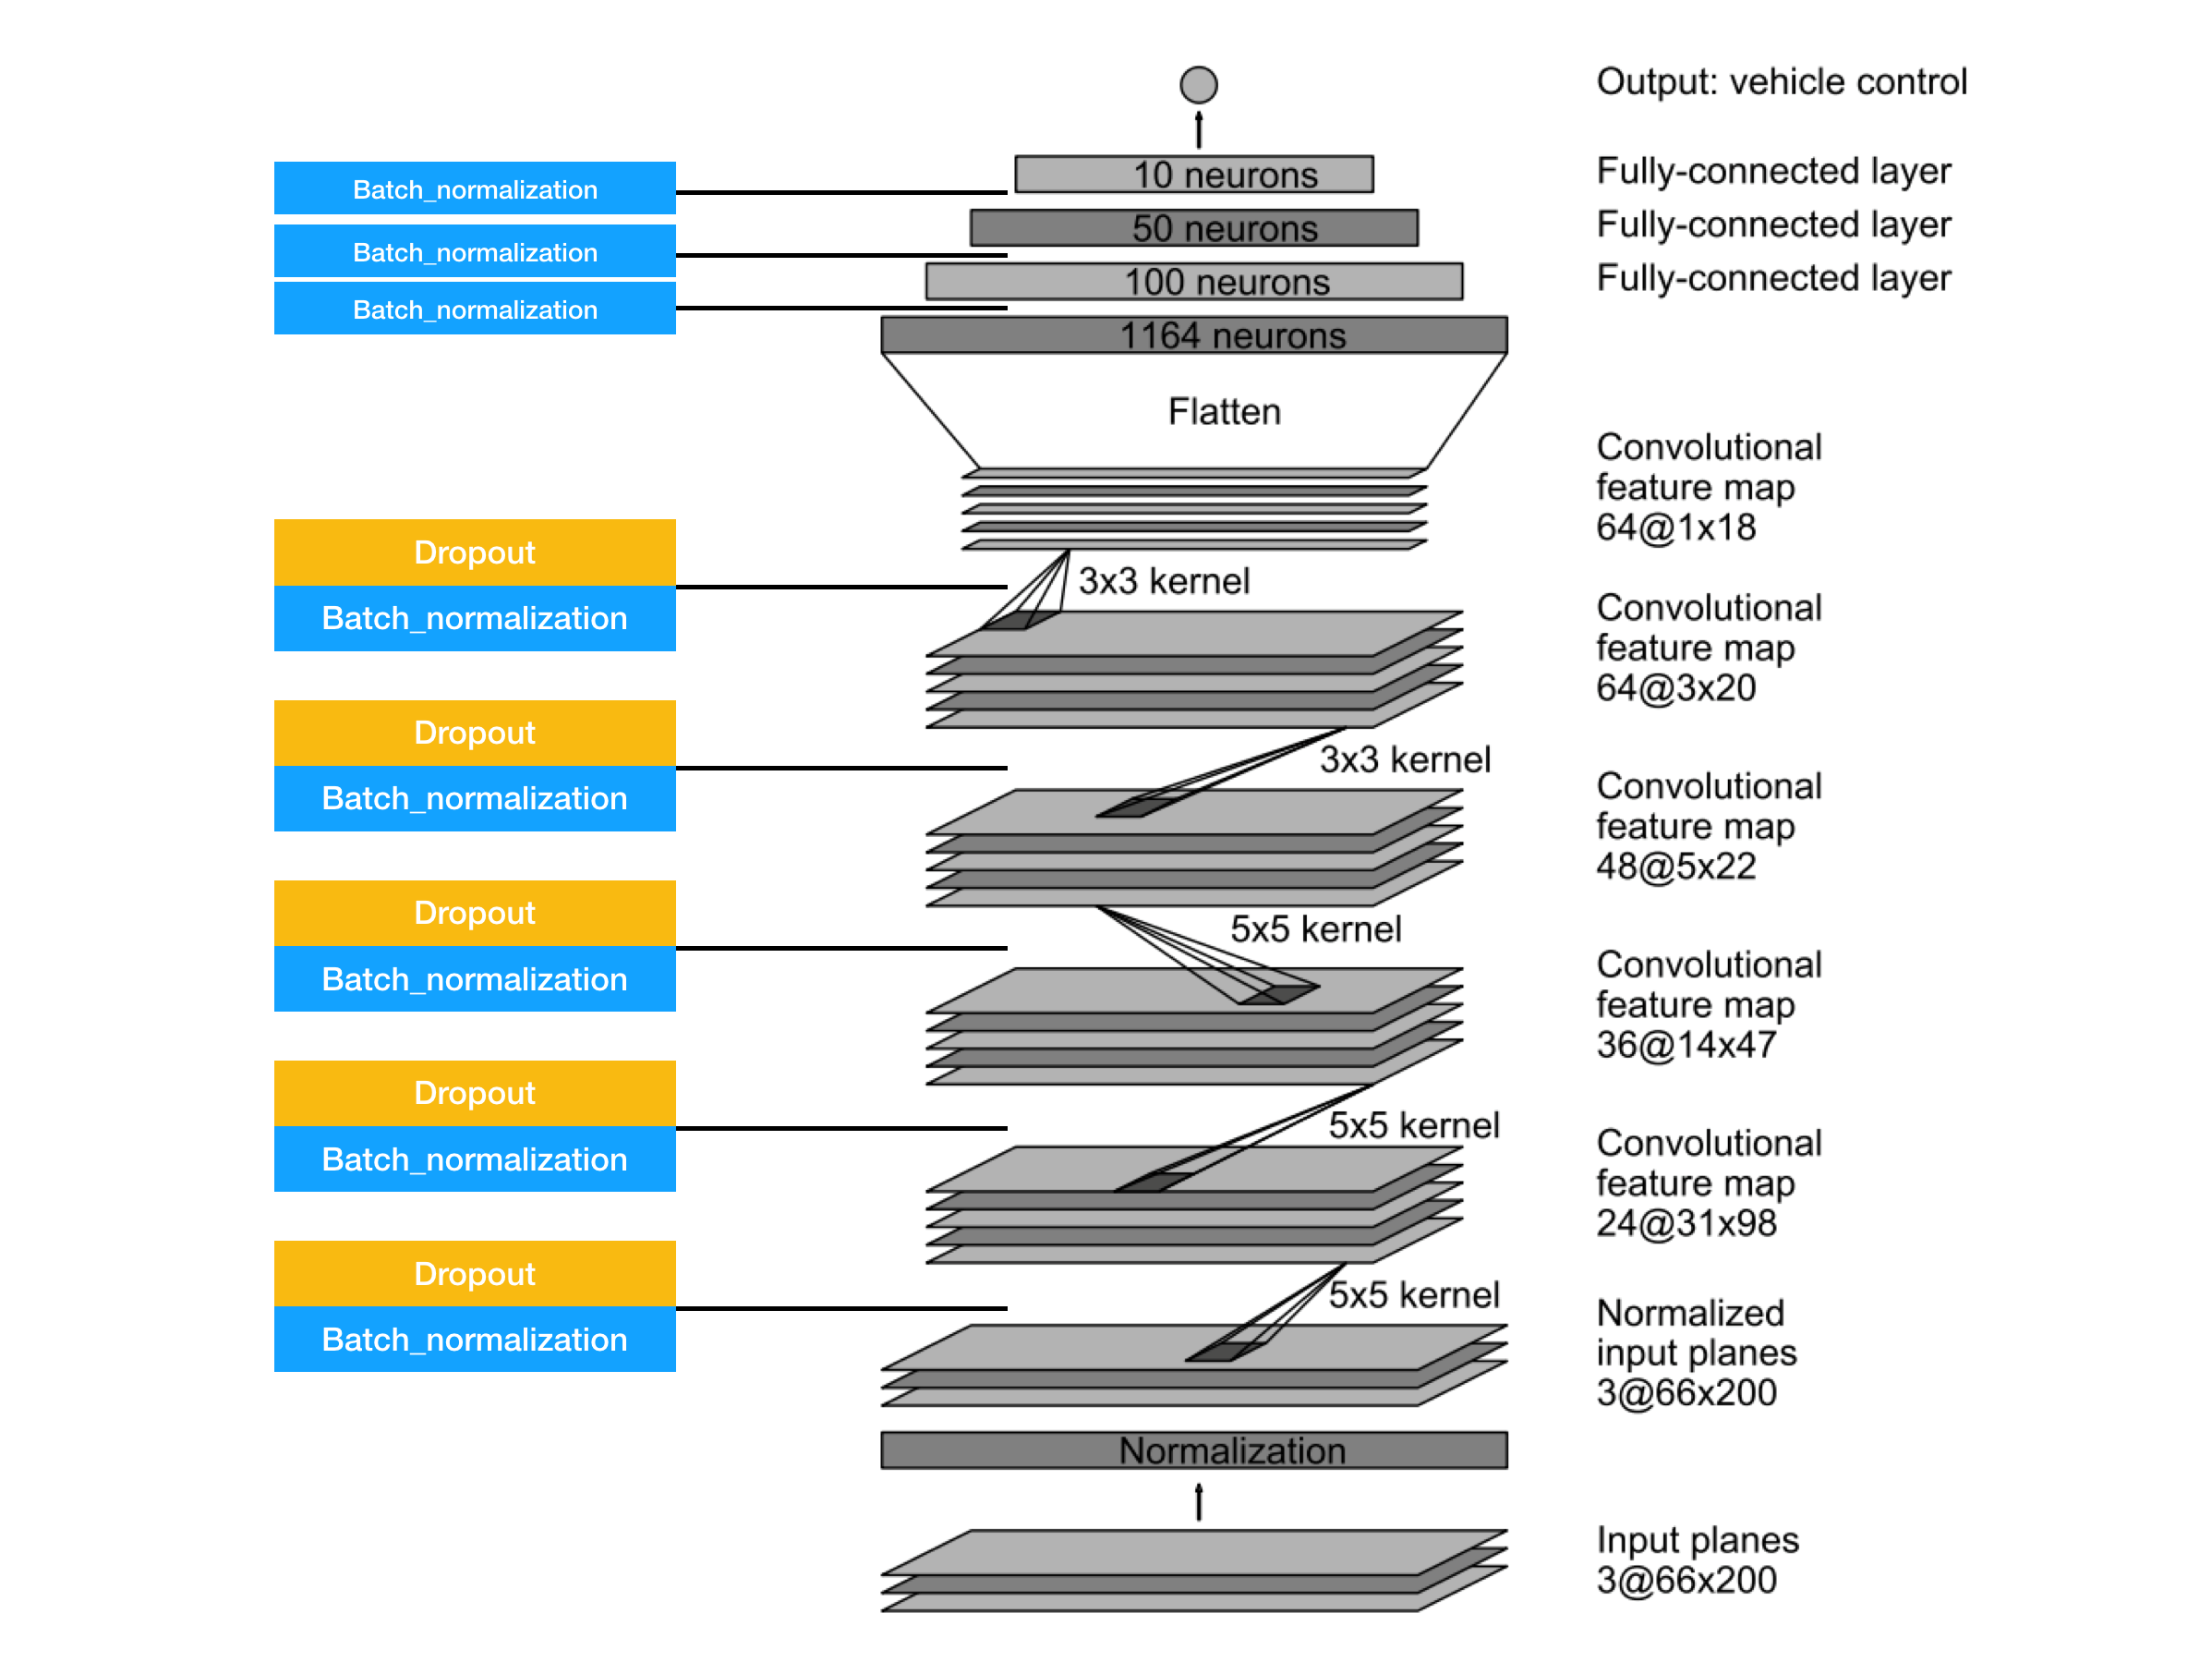 Output: vehicle control
Batch_normalization
10 neurons
Fully-connected layer
50 neurons
Fully-connected layer
Batch_normalization
100 neurons
Fully-connected layer
Batch_normalization
1164 neurons
Flatten
Convolutional
feature map
64@1x18
Dropout
Batch_normalization
3x3 kernel
Convolutional
feature map
64@3x20
Dropout
Batch_normalization
3x3 kernel
Convolutional
feature map
48@5x22
Dropout
Batch_normalization
5x5 kernel
Convolutional
feature map
36@14x47
Dropout
Batch_normalization
5x5 kernel
Convolutional
feature map
24@31x98
Dropout
Batch_normalization
5x5 kernel
Normalized
input planes
3@66x200
Normalization
Input planes
3@66x200